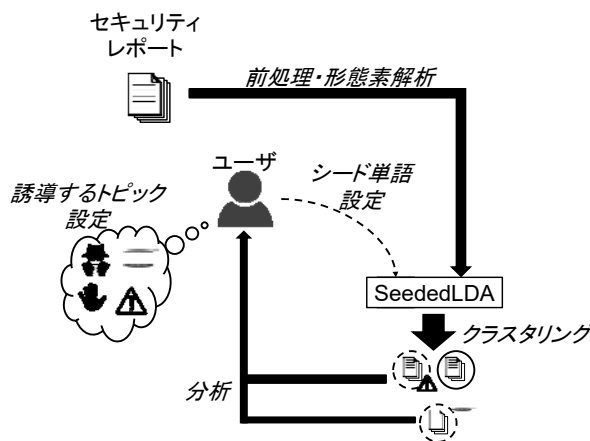 セキュリティ
レポート
前処理・形態素解析
ユーザ
シード単語
設定
誘導するトピック
設定
SeededLDA
クラスタリング
分析